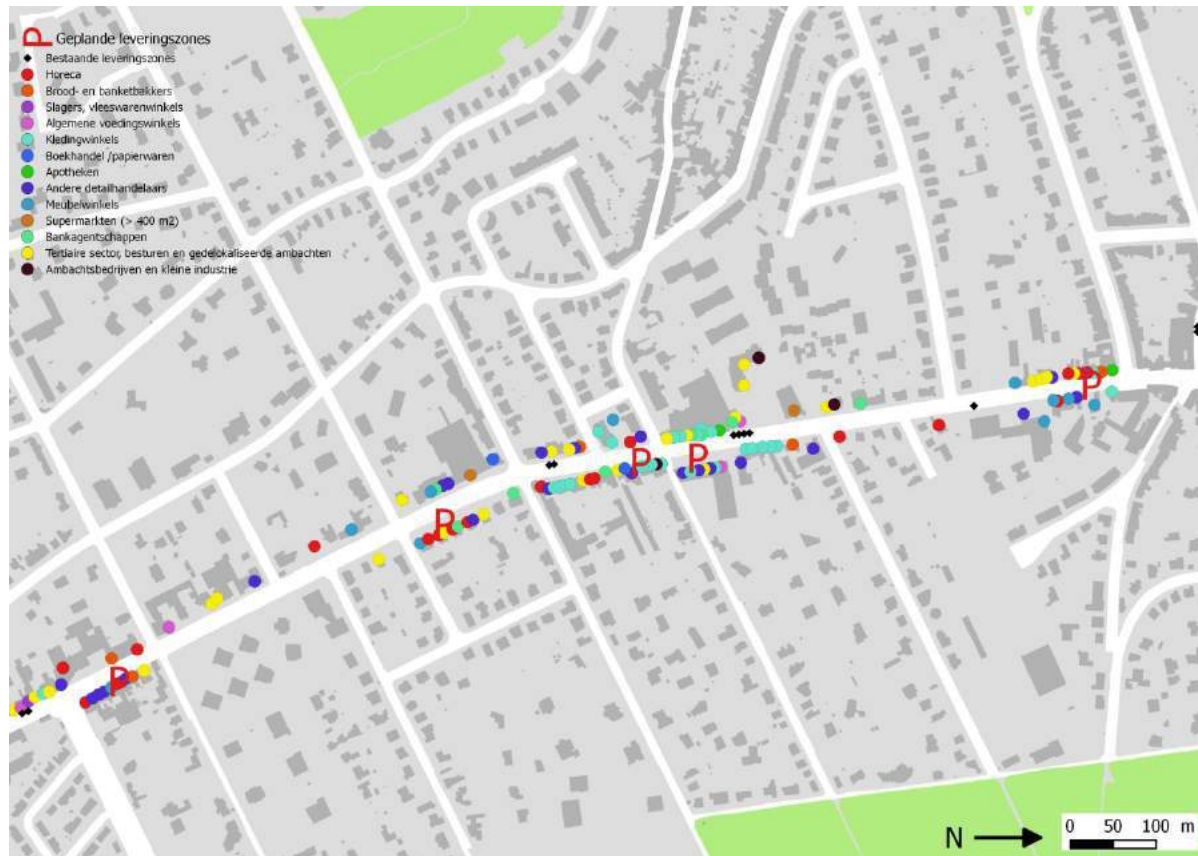 P Geplande leveringszones
Bestaande leveringszones
Horeca
Brood- en banketbakkers
Slagers, vleeswarenwinkels
Algemene voedingswinkels
Kledingwinkels
Boekhandel /papierwaren
Apotheken
Andere detailhandelaars
Meubelwinkels
Supermarkten (> 400 m2)
Bankagentschappen
Tertiaire sector, besturen en gedelokaliseerde ambachten
Ambachtsbedrijven en kleine industrie
P
P P
P
P
N
0 50 100 m